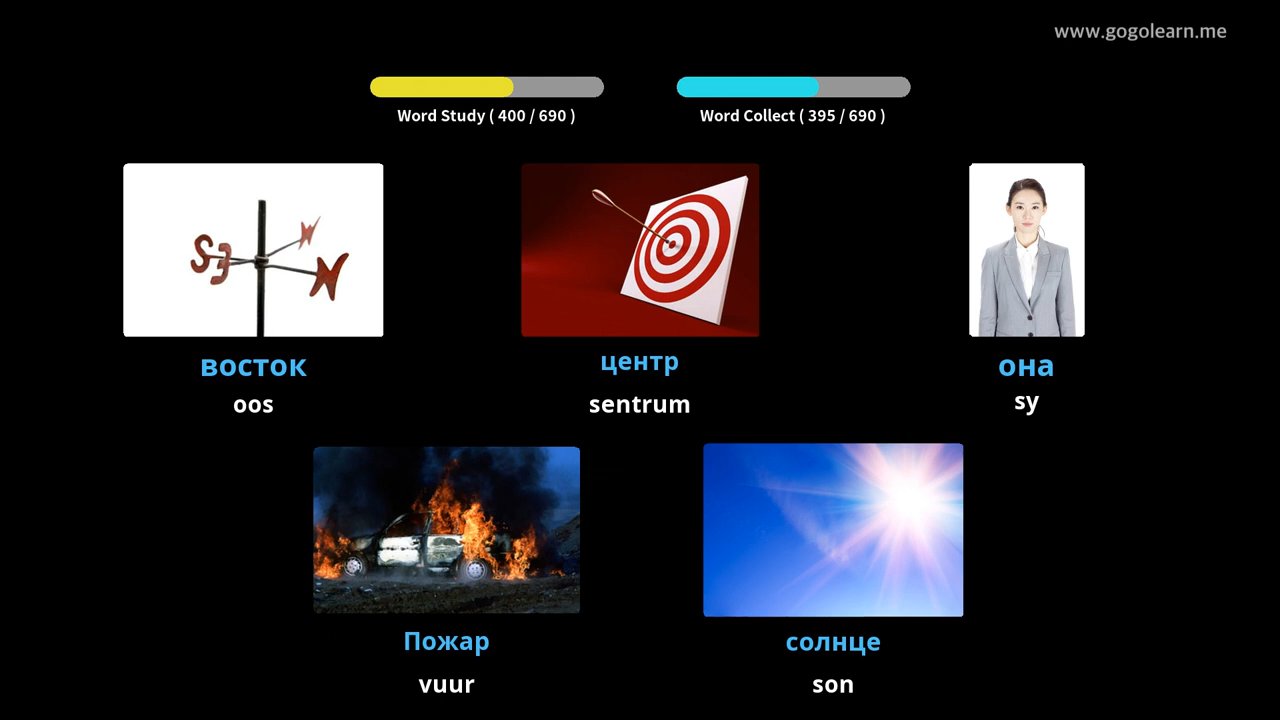 www.gogolearn.me
Word Study ( 400 / 690 )
Word Collect ( 395 / 690 )
S E N N
восток
центр
она
oos
sentrum
sy
Пожар
солнце
vuur
son